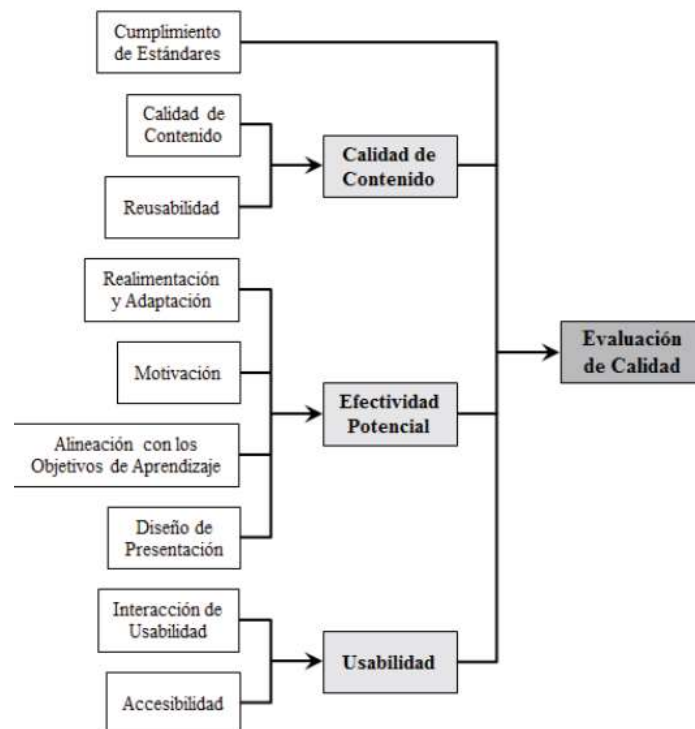 Cumplimiento
de Estándares
Calidad de
Contenido
Reusabilidad
Calidad de
Contenido
Realimentación
y Adaptación
Motivación
Alineación con los
Objetivos de Aprendizaje
Diseño de
Presentación
Efectividad
Potencial
Interacción de
Usabilidad
Accesibilidad
Usabilidad
Evaluación
de Calidad